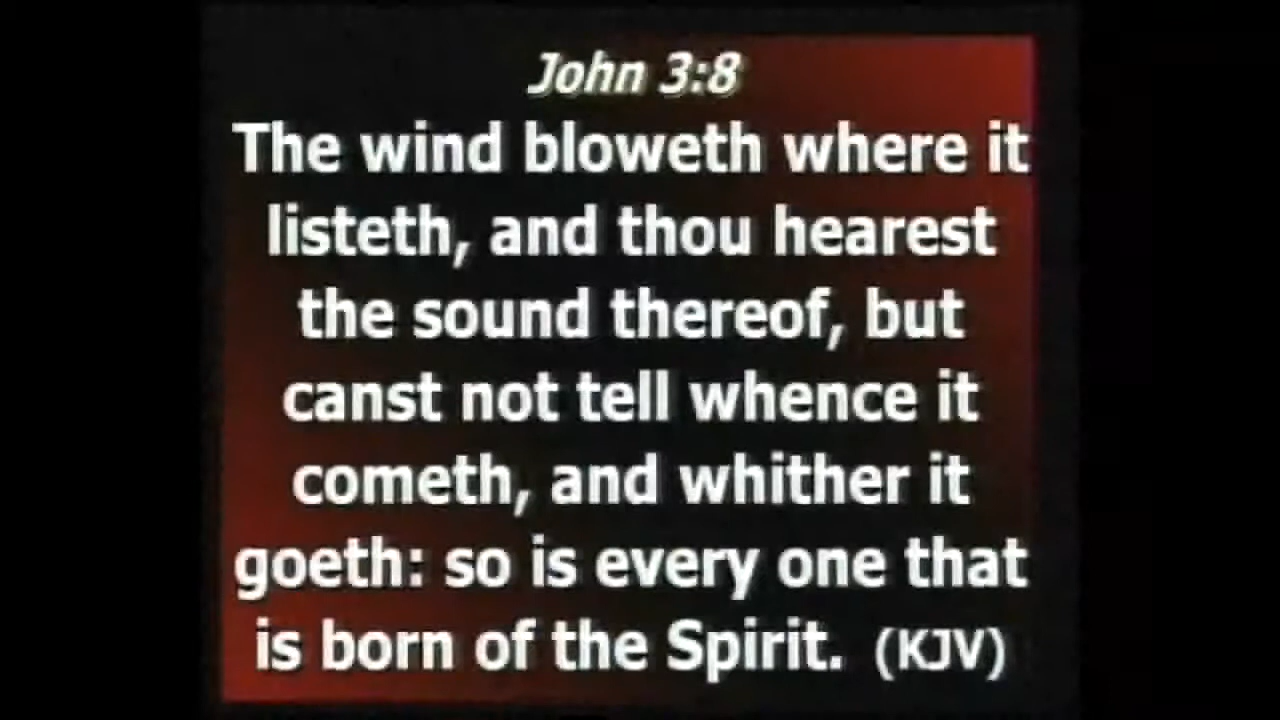 John 3:8
The wind bloweth where it
listeth, and thou hearest
the sound thereof, but
canst not tell whence it
cometh, and whither it
goeth: so is every one that
is born of the Spirit. (KJV)